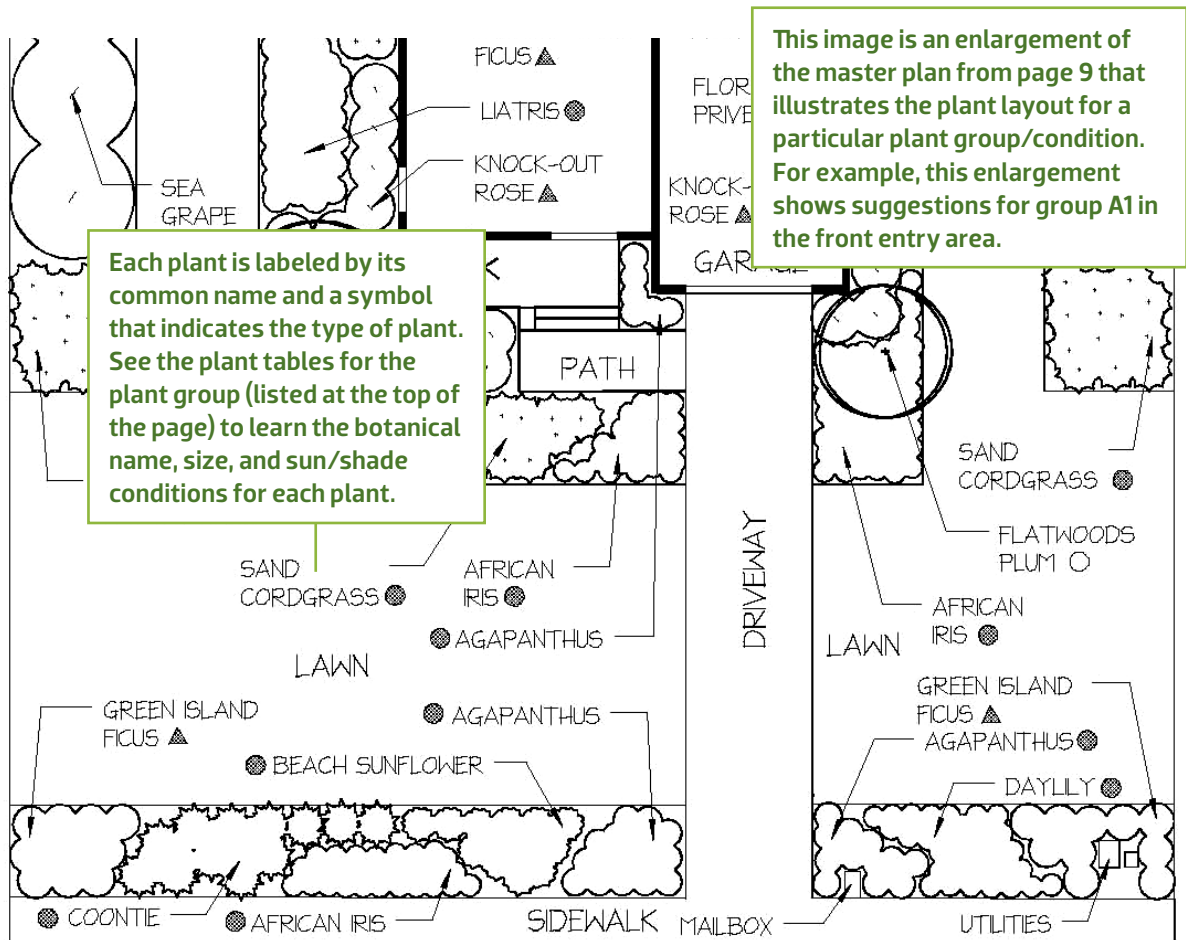 This image is an enlargement of
the master plan from page 9 that
illustrates the plant layout for a
particular plant group/condition.
For example, this enlargement
shows suggestions for group A1 in
the front entry area.
FICUS
LIATRIS
KNOCK-OUT
ROSE
SEA
GRAPE
ROSE
GARAGE
Each plant is labeled by its
common name and a symbol
that indicates the type of plant.
See the plant tables for the
plant group (listed at the top of
the page) to learn the botanical
name, size, and sun/shade
conditions for each plant.
PATH
SAND
CORDGRASS
FLATWOODS
PLUM
SAND
CORDGRASS
AFRICAN
IRIS
AGAPANTHUS
DRIVEWAY
AFRICAN
IRIS
LAWN
LAWN
GREEN ISLAND
FICUS
AGAPANTHUS
BEACH SUNFLOWER
GREEN ISLAND
FICUS
AGAPANTHUS
DAYLILY
COONTIE
AFRICAN IRIS
SIDEWALK
MAILBOX
UTILITIES